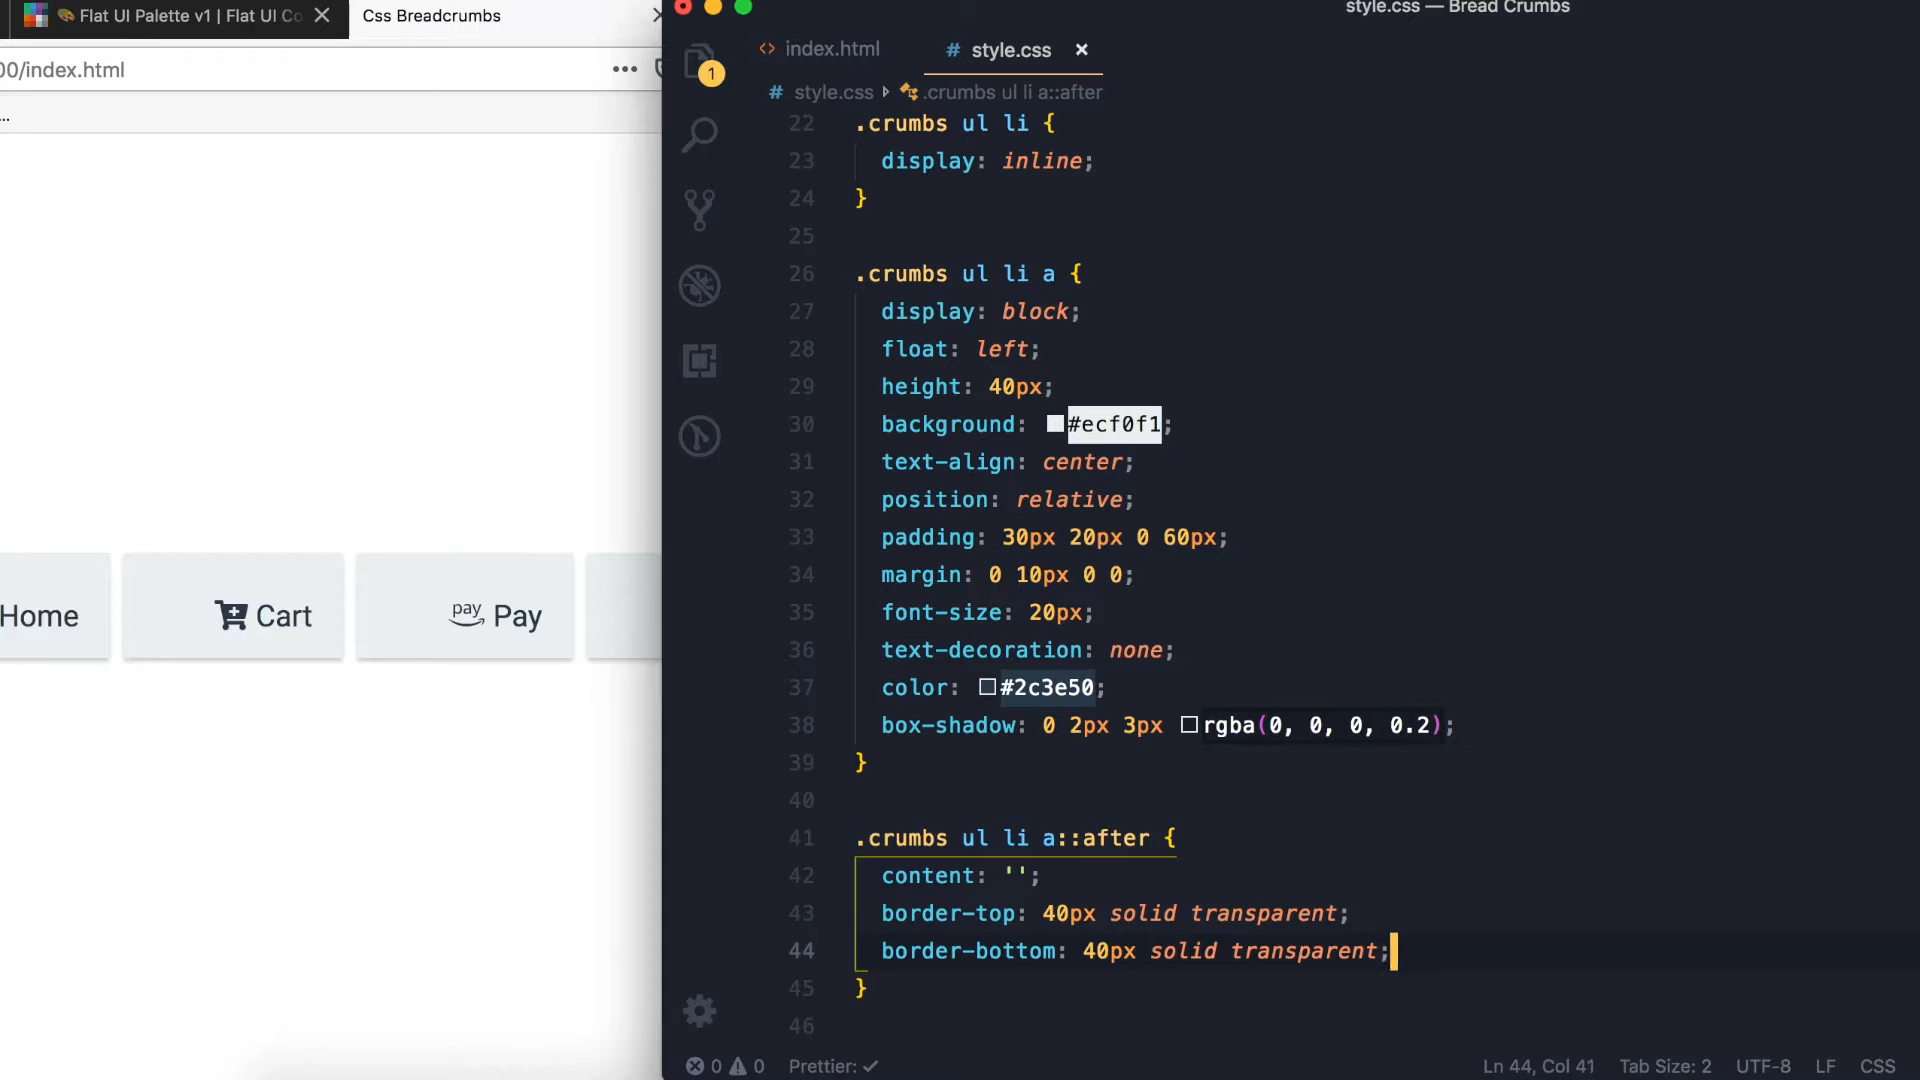 Flat UI Palette v1 | Flat UI Co
Css Breadcrumbs
00/index.html
...
Home
Cart
pay Pay
style.css — Bread Crumbs
1
<> index.html
# style.css ×
# style.css .crumbs ul li a::after
22 .crumbs ul li {
23 display: inline;
24 }
25
26 .crumbs ul li a {
27 display: block;
28 float: left;
29 height: 40px;
30 background: #ecf0f1;
31 text-align: center;
32 position: relative;
33 padding: 30px 20px 0 60px;
34 margin: 0 10px 0 0;
35 font-size: 20px;
36 text-decoration: none;
37 color: #2c3e50;
38 box-shadow: 0 2px 3px rgba(0, 0, 0, 0.2);
39 }
40
41 .crumbs ul li a::after {
42 content: '';
43 border-top: 40px solid transparent;
44 border-bottom: 40px solid transparent;
45 }
46
0 0 Prettier: ✓ Ln 44, Col 41 Tab Size: 2 UTF-8 LF CSS